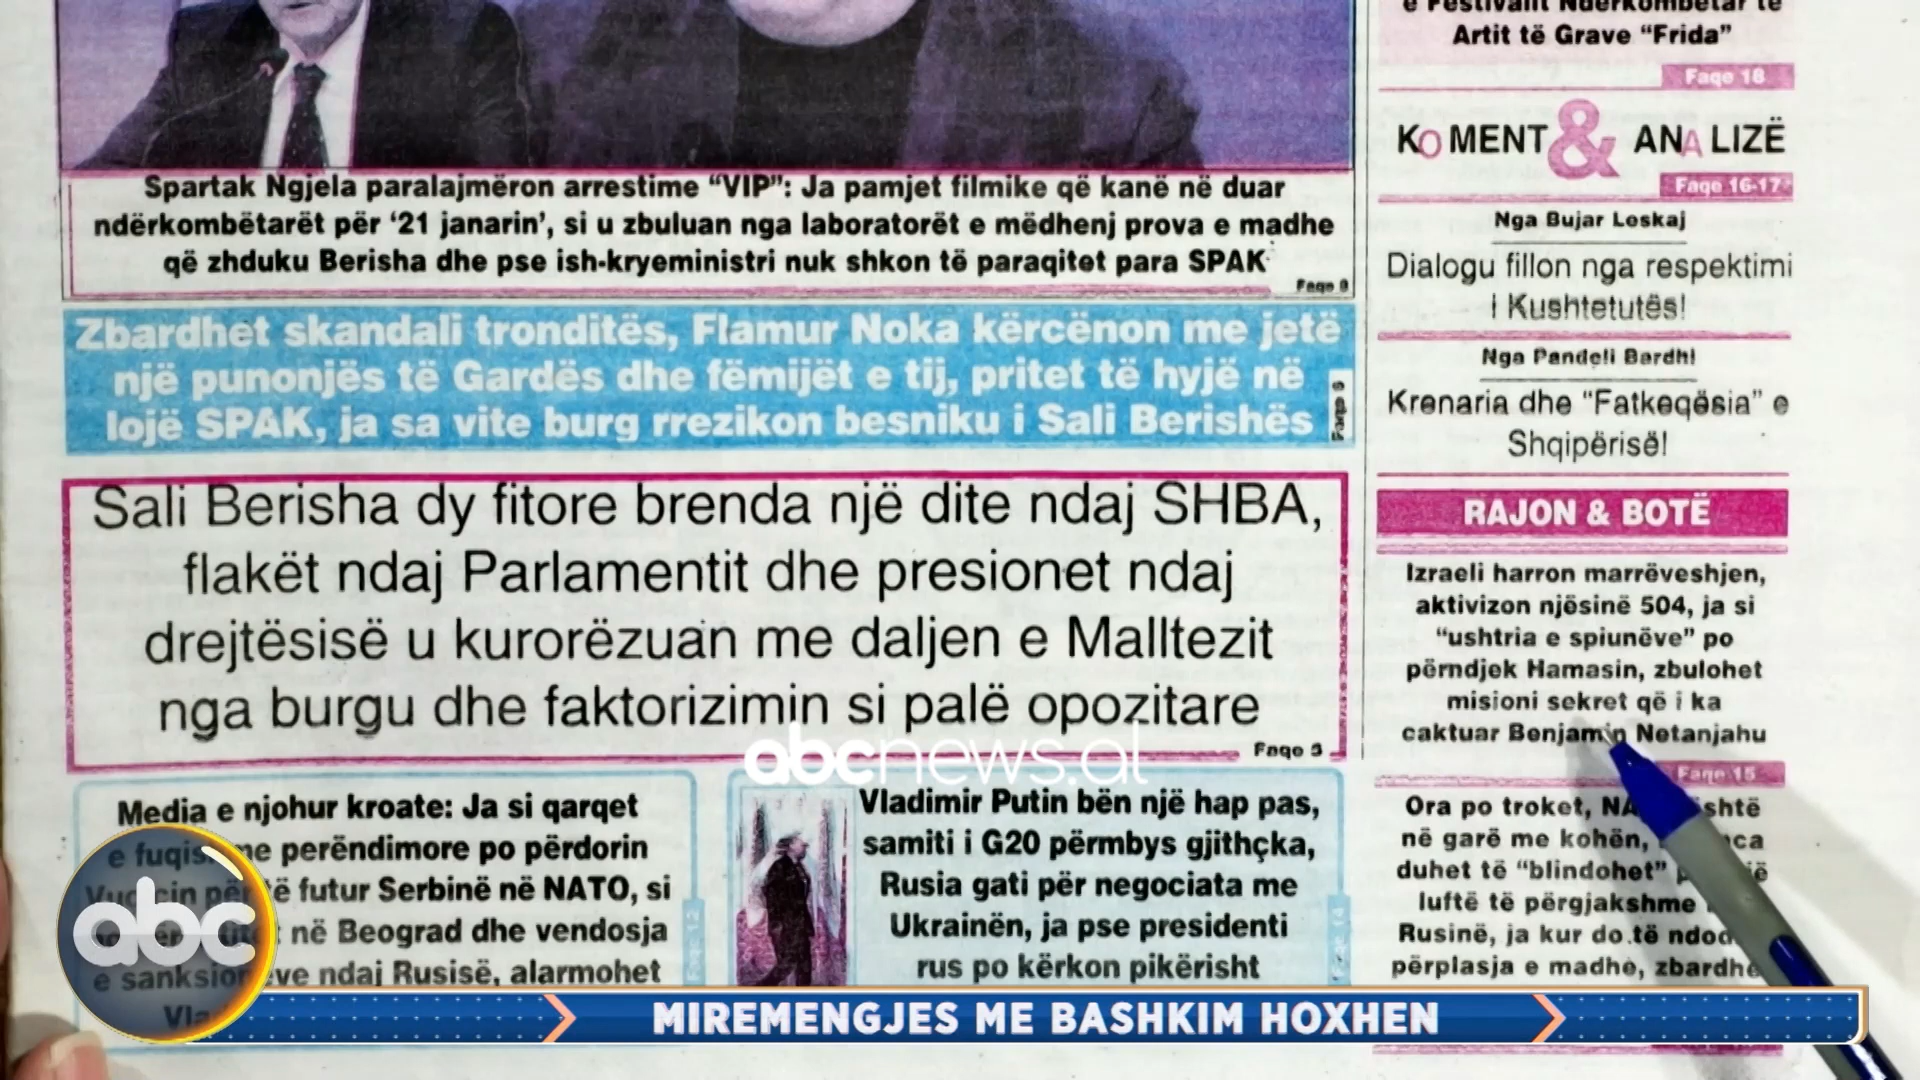 Spartak Ngjela paralajmëron arrestime “VIP”: Ja pamjet filmike që kanë në duar
ndërkombëtarët për ‘21 janarin’, si u zbuluan nga laboratorët e mëdhenj prova e madhe
që zhduku Berisha dhe pse ish-kryeministri nuk shkon të paraqitet para SPAK
Zbardhet skandali tronditës, Flamur Noka kërcënon me jetë
një punonjës të Gardës dhe fëmijët e tij, pritet të hyjë në
lojë SPAK, ja sa vite burg rrezikon besniku i Sali Berishës
Sali Berisha dy fitore brenda një dite ndaj SHBA,
flakët ndaj Parlamentit dhe presionet ndaj
drejtësisë u kurorëzuan me daljen e Malltezit
nga burgu dhe faktorizimin si palë opozitare
Faqe 3
Media e njohur kroate: Ja si qarqet
e perëndimore po përdorin
të futur Serbinë në NATO, si
në Beograd dhe vendosja
e sanksioneve ndaj Rusisë, alarmohet
Faqe 12
Vladimir Putin bën një hap pas,
samiti i G20 përmbys gjithçka,
Rusia gati për negociata me
Ukrainën, ja pse presidenti
rus po kërkon pikërisht
Faqe 14
e Festivalit Ndërkombëtar të
Artit të Grave “Frida”
Faqe 18
KOMENT & ANALIZË
Faqe 16-17
Nga Bujar Leskaj
Dialogu fillon nga respektimi
i Kushtetutës!
Nga Pandeli Bardhi
Krenaria dhe “Fatkeqësia” e
Shqipërisë!
RAJON & BOTË
Izraeli harron marrëveshjen,
aktivizon njësinë 504, ja si
“ushtria e spiunëve” po
përndjek Hamasin, zbulohet
misioni sekret që i ka
caktuar Benjamin Netanjahu
Faqe 15
Ora po troket, është
në garë me kohën,
duhet të “blindohet”
luftë të përgjakshme
Rusinë, ja kur do të
përplasja e madhe,
abcnews.al
abc
MIREMENGJES ME BASHKIM HOXHEN